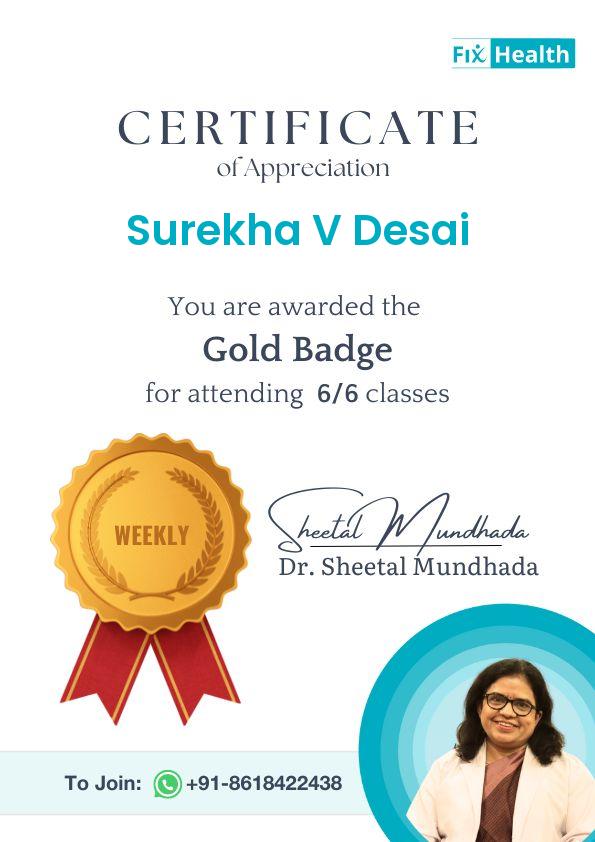 Fix Health
CERTIFICATE
of Appreciation
Surekha V Desai
You are awarded the
Gold Badge
for attending 6/6 classes
WEEKLY
Sheetal Mundhada
Dr. Sheetal Mundhada
To Join: +91-8618422438